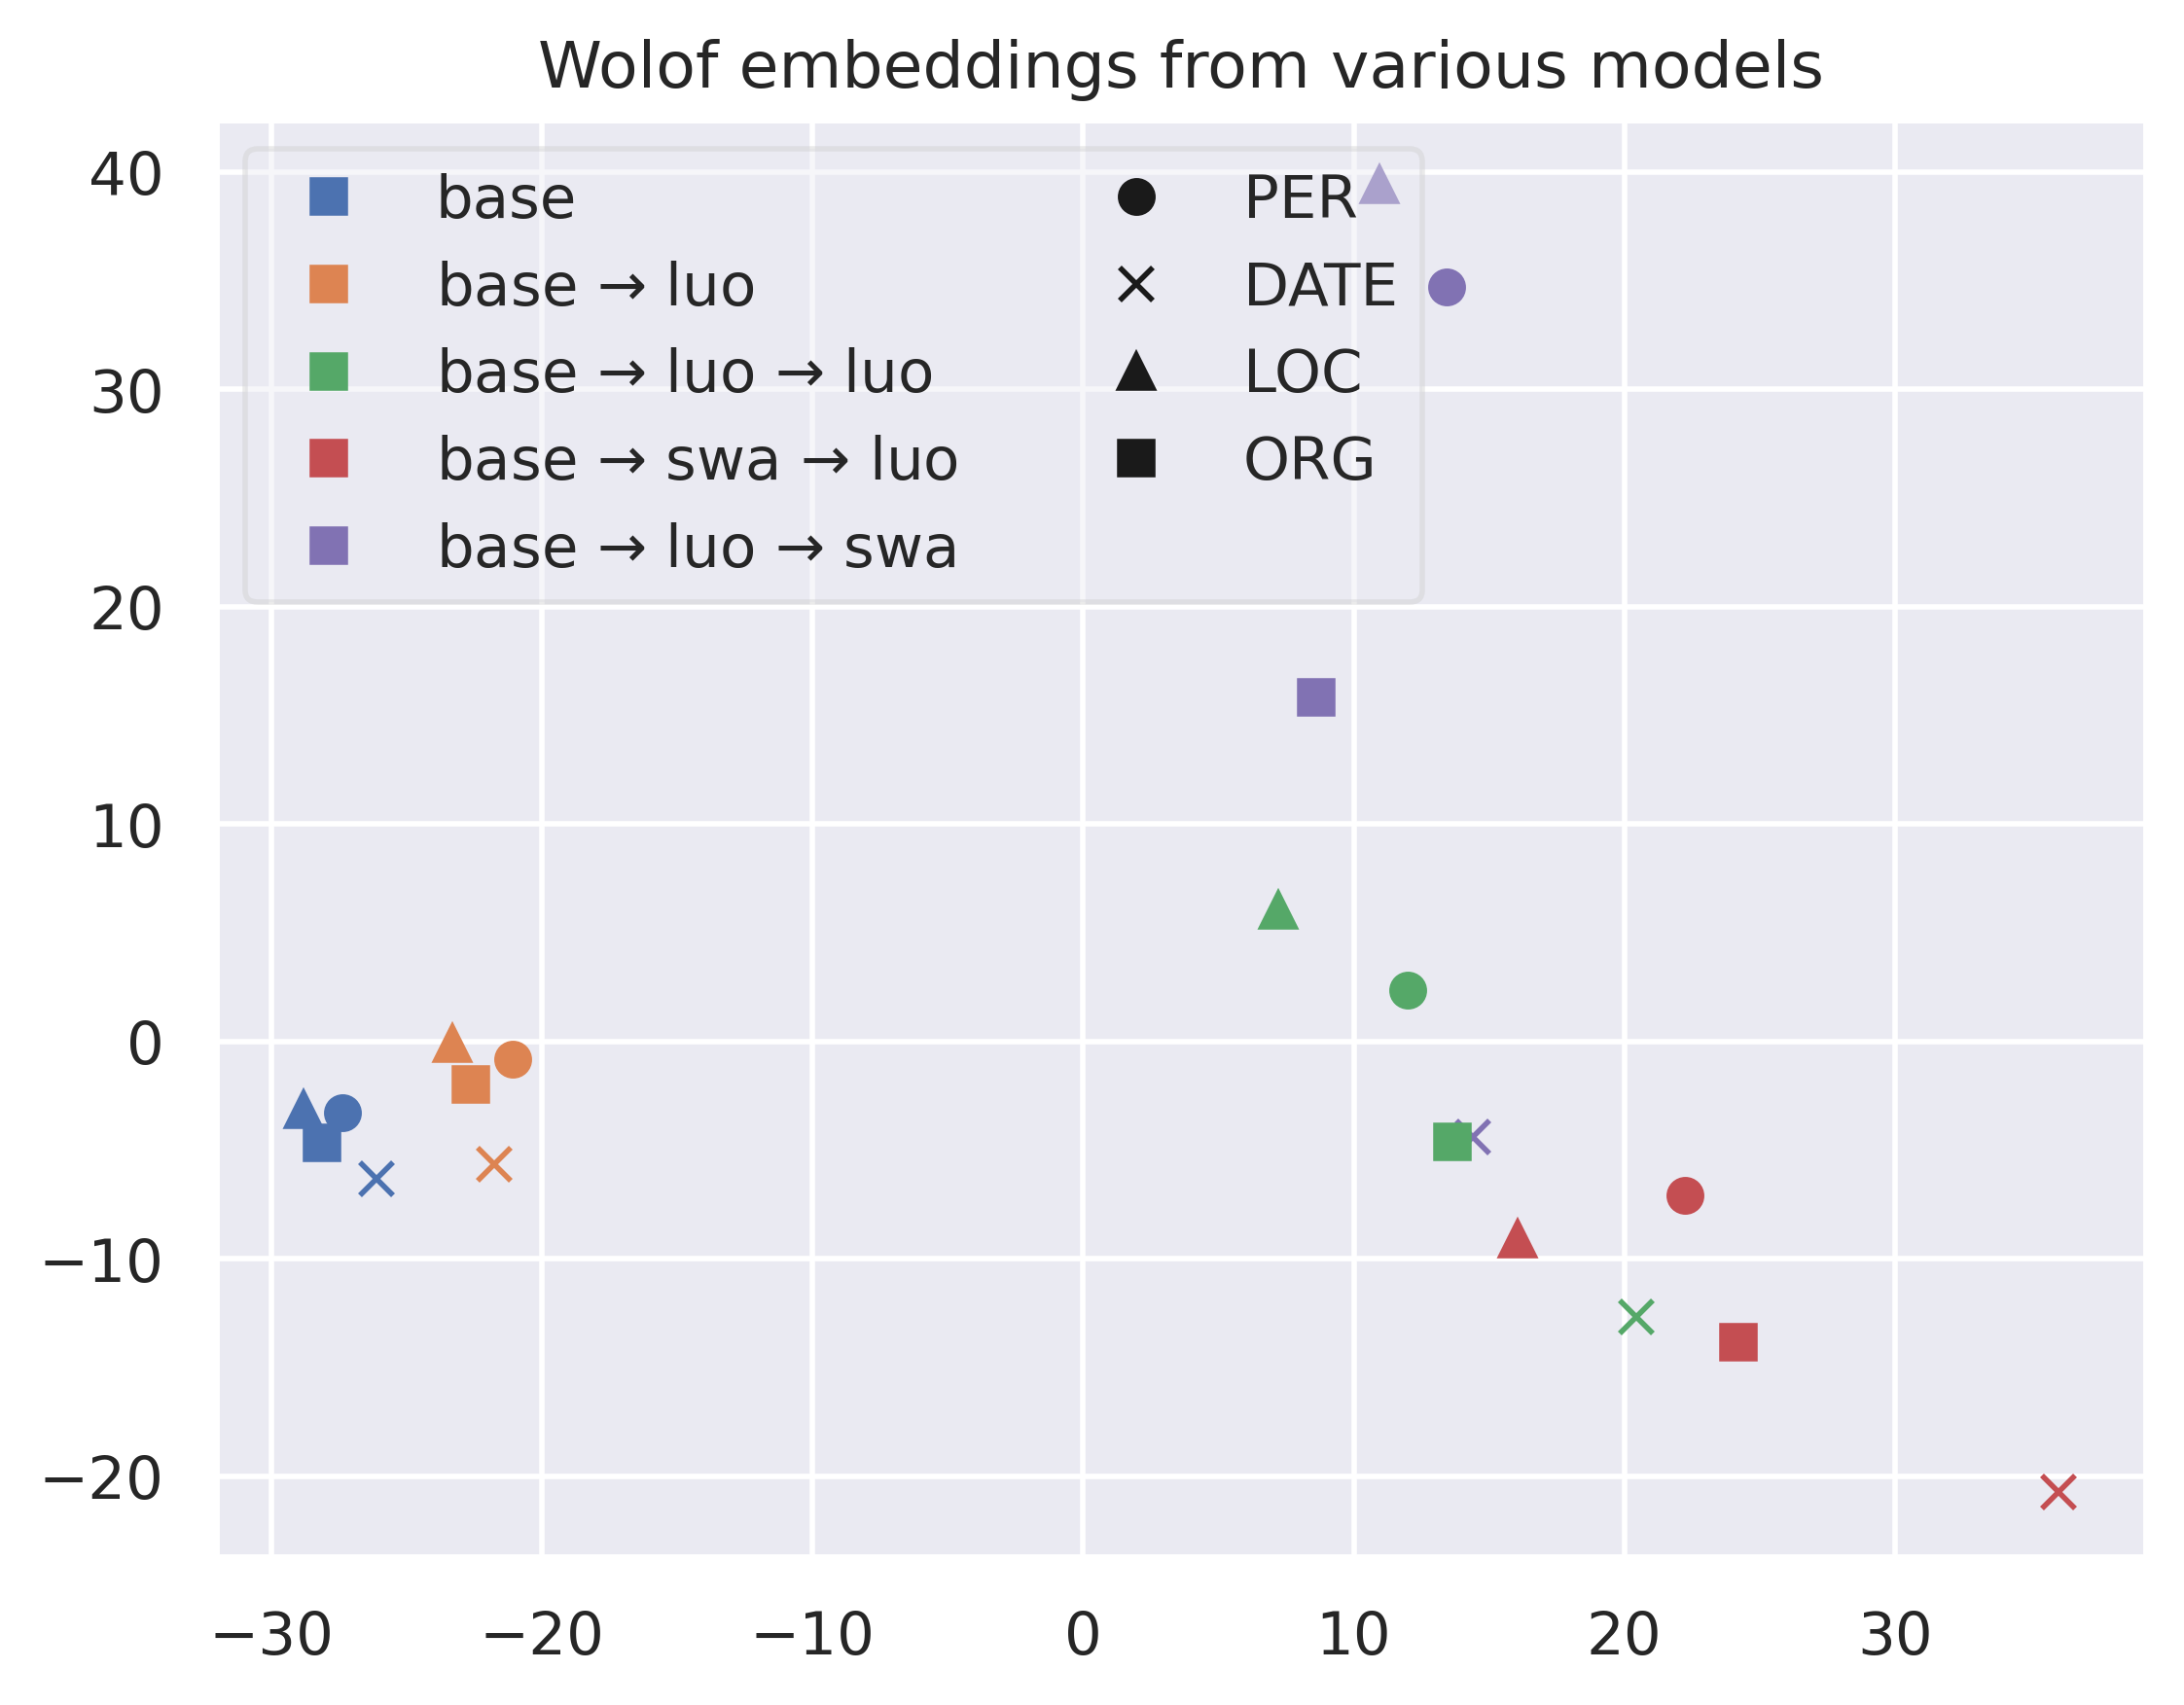 Wolof embeddings from various models
40
30
20
10
0
−10
−20
base
base → luo
base → luo → luo
base → swa → luo
base → luo → swa
PER
DATE
LOC
ORG
−30 −20 −10 0 10 20 30